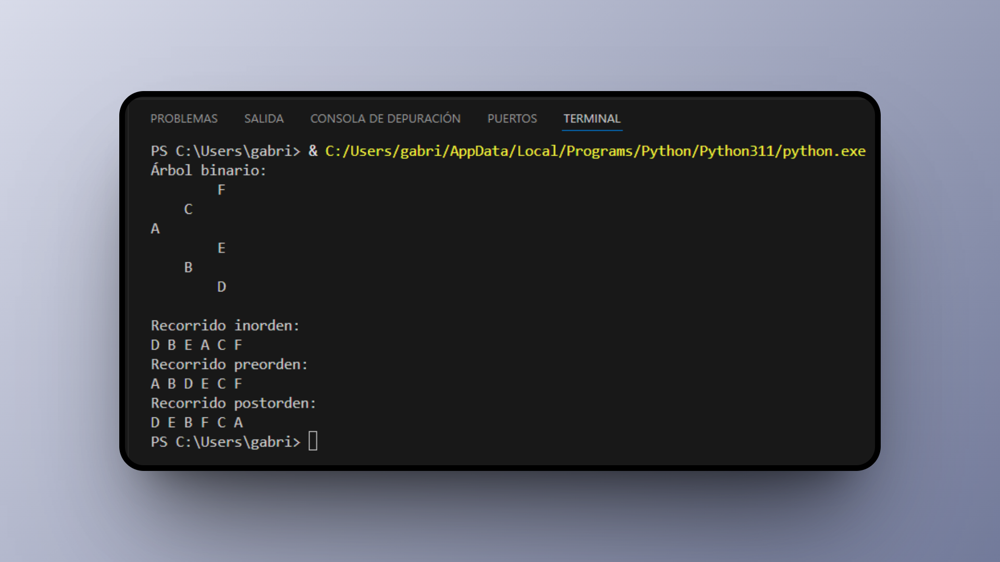 PROBLEMAS SALIDA CONSOLA DE DEPURACIÓN PUERTOS TERMINAL
PS C:\Users\gabri> & C:/Users/gabri/AppData/Local/Programs/Python/Python311/python.exe
Árbol binario:
        F
    C
A
        E
    B
        D
Recorrido inorden:
D B E A C F
Recorrido preorden:
A B D E C F
Recorrido postorden:
D E B F C A
PS C:\Users\gabri>